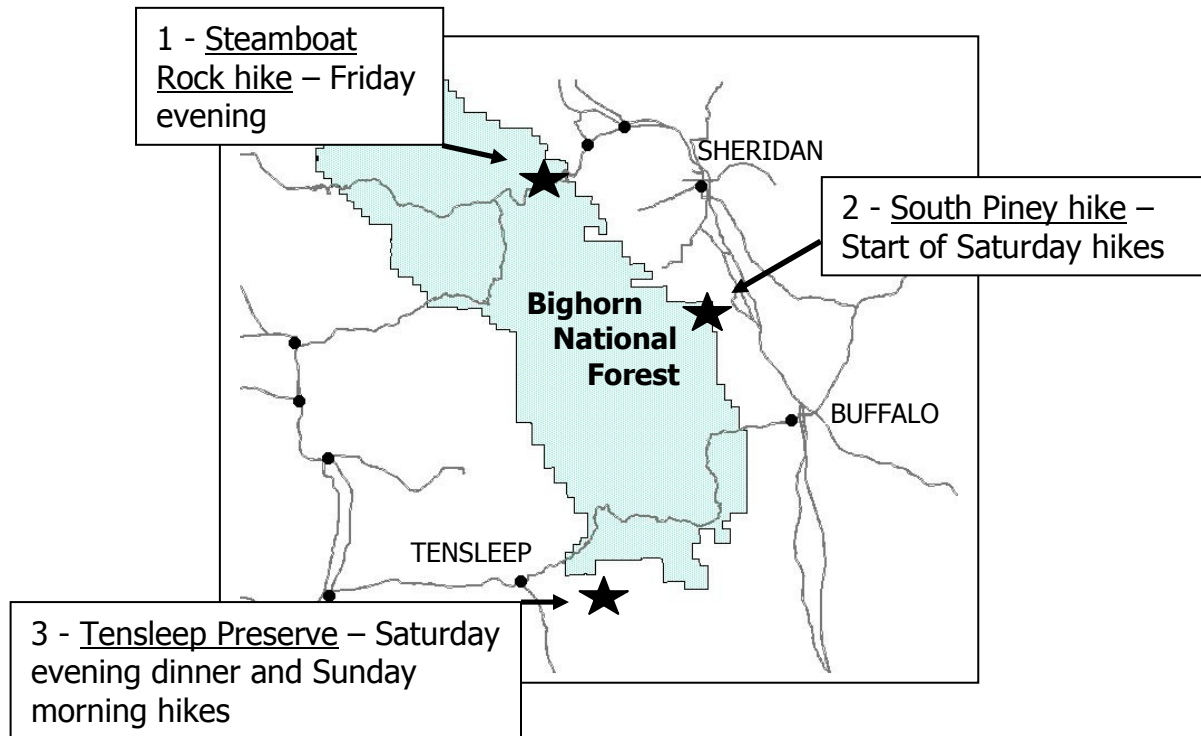 1 - Steamboat
Rock hike – Friday
evening
SHERIDAN
2 - South Piney hike –
Start of Saturday hikes
Bighorn
National
Forest
BUFFALO
TENSLEEP
3 - Tensleep Preserve – Saturday
evening dinner and Sunday
morning hikes